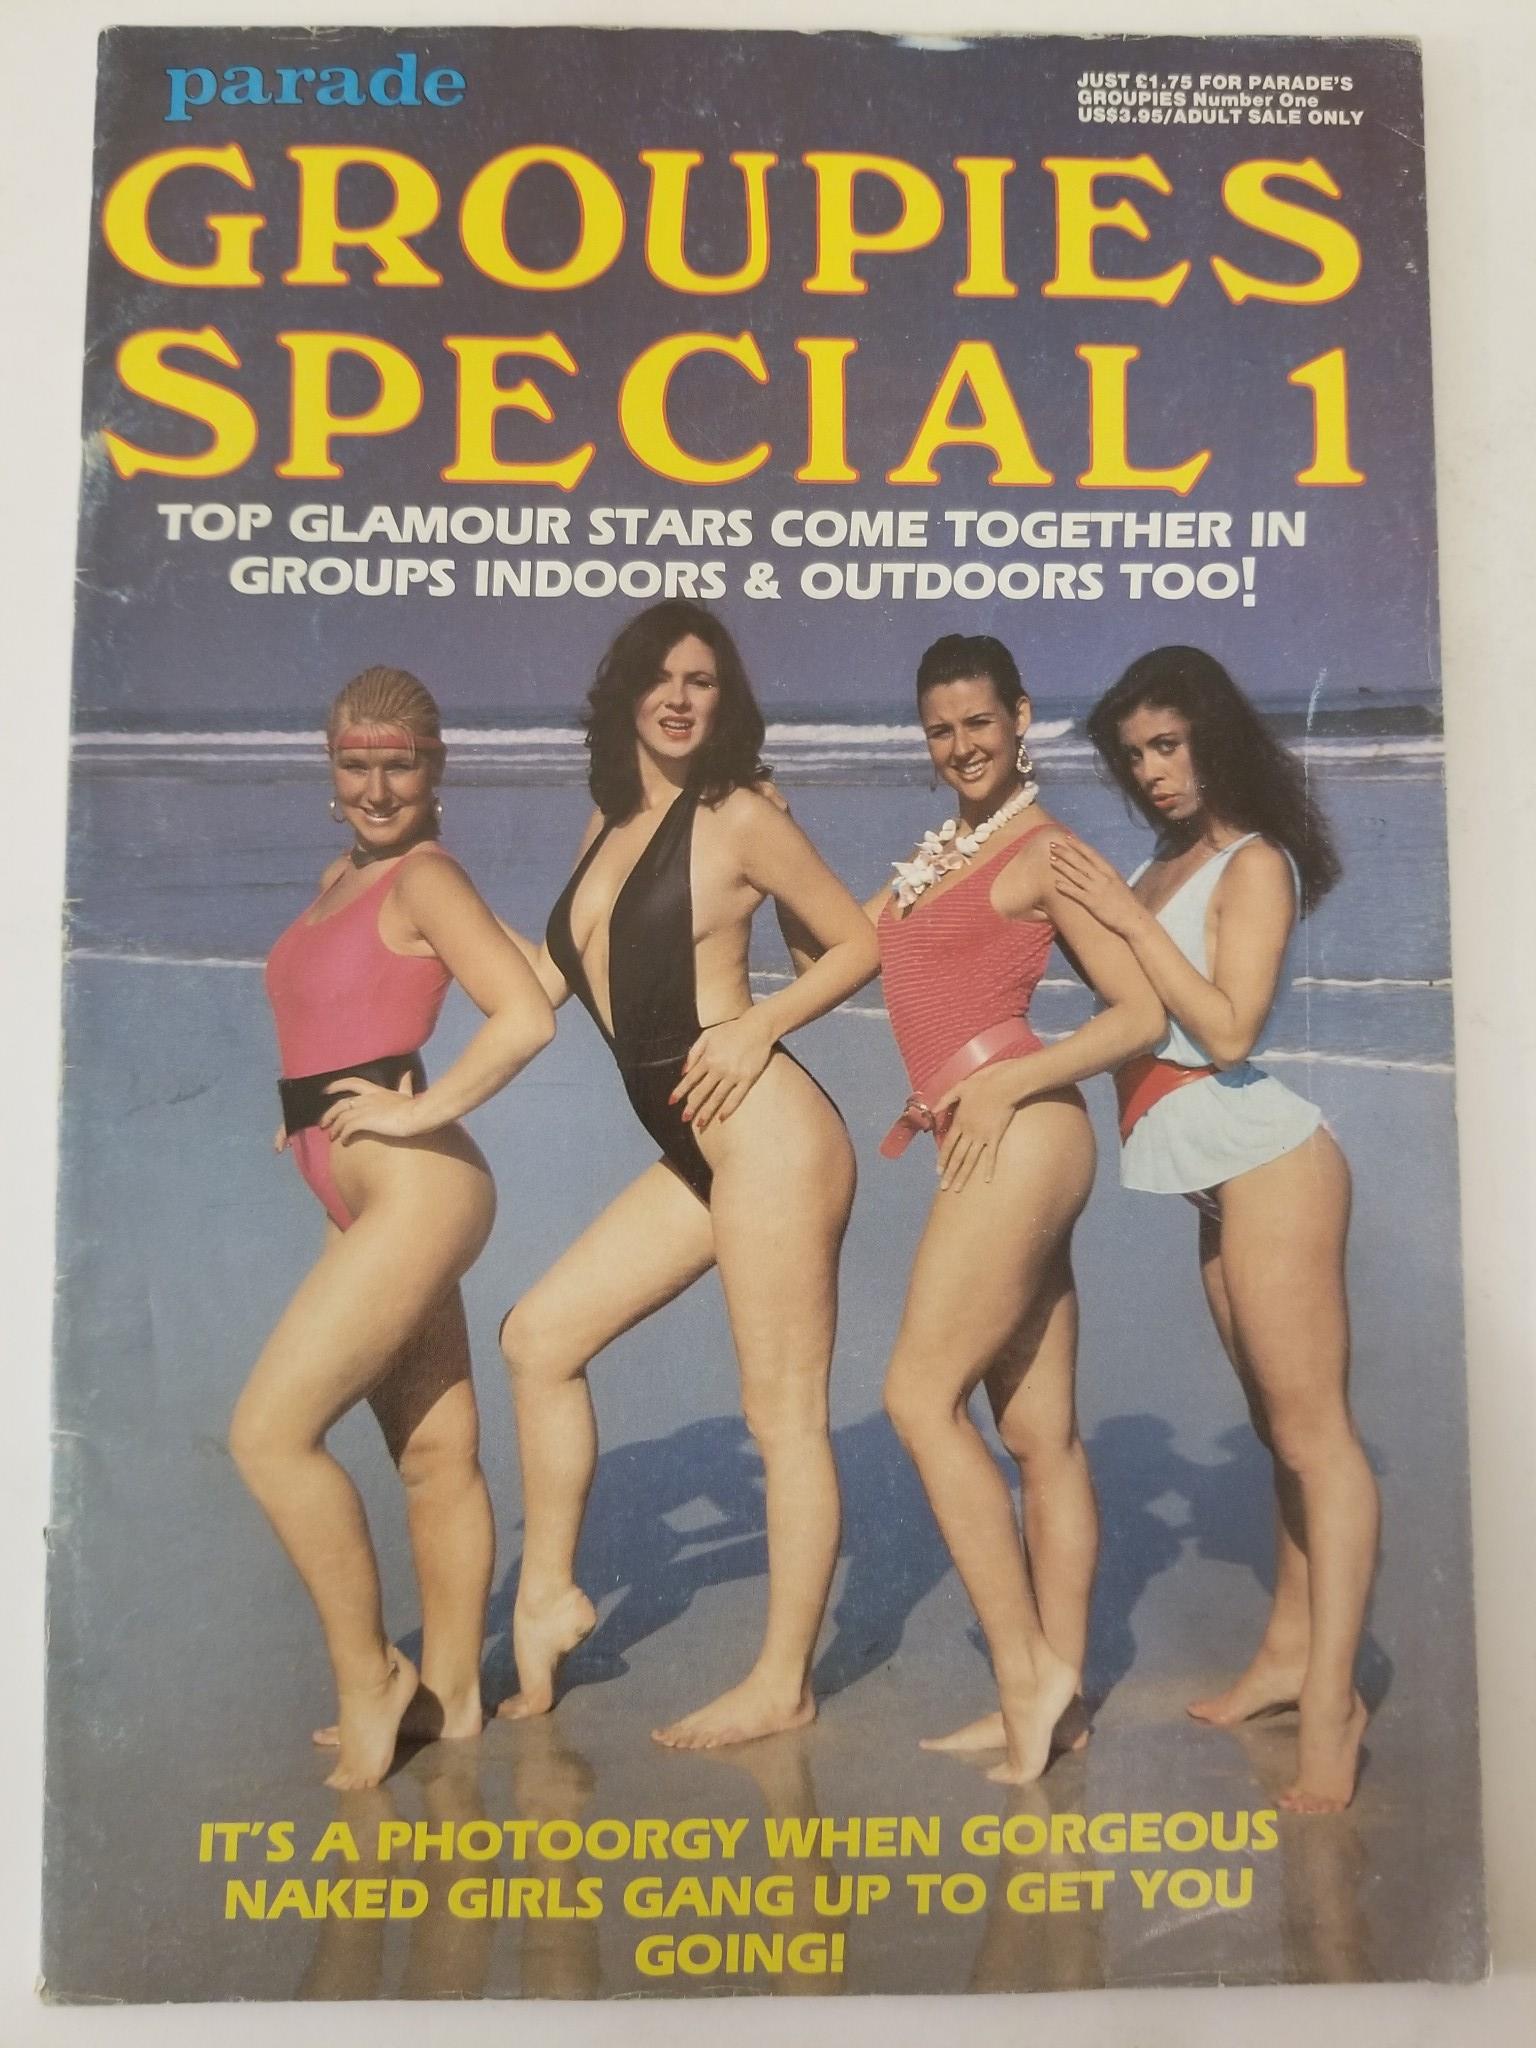 parade
JUST £1.75 FOR PARADE'S
GROUPIES Number One
US$3.95/ADULT SALE ONLY
GROUPIES
SPECIAL 1
TOP GLAMOUR STARS COME TOGETHER IN
GROUPS INDOORS & OUTDOORS TOO!
IT'S A PHOTOORGY WHEN GORGEOUS
NAKED GIRLS GANG UP TO GET YOU
GOING!